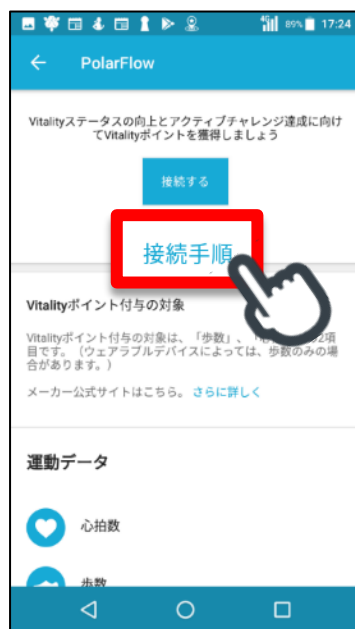 89% 17:24
PolarFlow
Vitalityステータスの向上とアクティブチャレンジ達成に向け
てVitalityポイントを獲得しましょう
接続する
接続手順
Vitalityポイント付与の対象
Vitalityポイント付与の対象は、「歩数」、「 2項
目です。（ウェアラブルデバイスによっては、歩数のみの場
合があります。）
メーカー公式サイトはこちら。 さらに詳しく
運動データ
心拍数
歩数